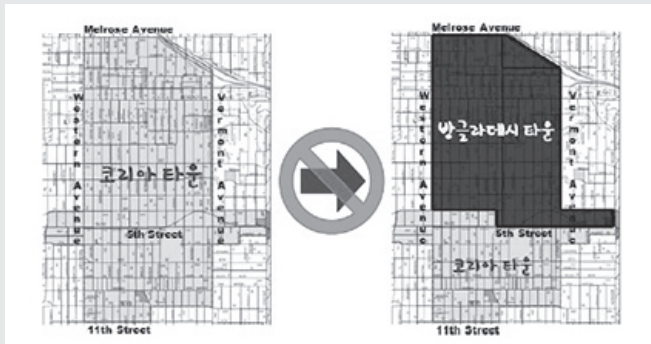 Melrose Avenue
Western Avenue
Vermont Avenue
코리아 타운
5th Street
11th Street
Melrose Avenue
Western Avenue
Vermont Avenue
방글라데시 타운
5th Street
코리아 타운
11th Street